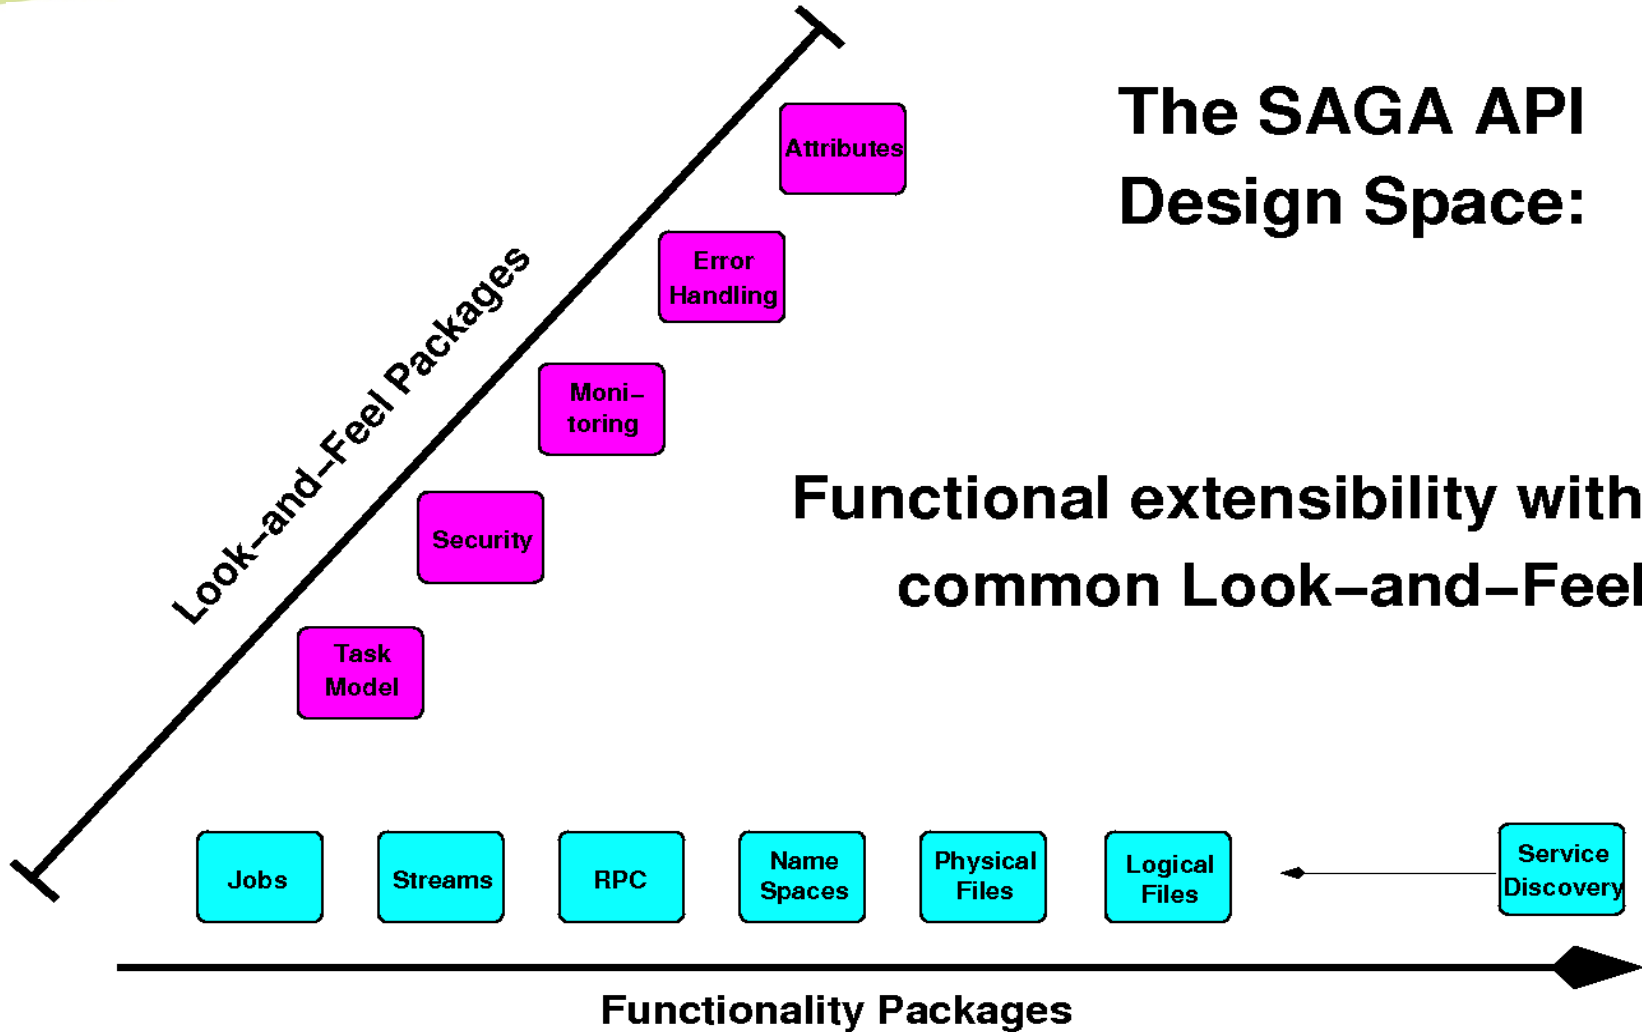 The SAGA API
Design Space:
Attributes
Error
Handling
Look–and–Feel Packages
Moni–
toring
Functional extensibility with
common Look–and–Feel
Security
Task
Model
Jobs
Streams
RPC
Name
Spaces
Physical
Files
Logical
Files
Service
Discovery
Functionality Packages